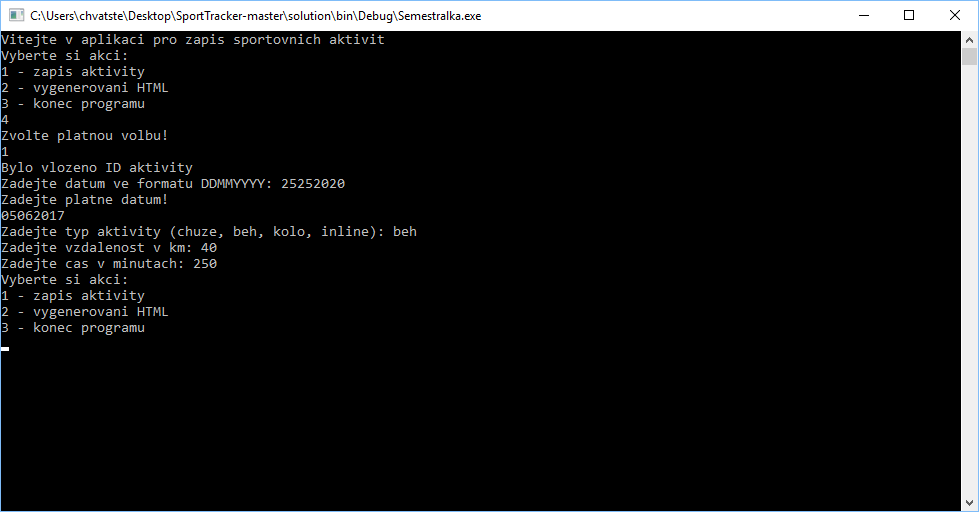 C:\Users\chvatste\Desktop\SportTracker-master\solution\bin\Debug\Semestralka.exe
Vitejte v aplikaci pro zapis sportovnich aktivit
Vyberte si akci:
1 - zapis aktivity
2 - vygenerovani HTML
3 - konec programu
4
Zvolte platnou volbu!
1
Bylo vlozeno ID aktivity
Zadejte datum ve formatu DDMMYYYY: 25252020
Zadejte platne datum!
05062017
Zadejte typ aktivity (chuze, beh, kolo, inline): beh
Zadejte vzdalenost v km: 40
Zadejte cas v minutach: 250
Vyberte si akci:
1 - zapis aktivity
2 - vygenerovani HTML
3 - konec programu